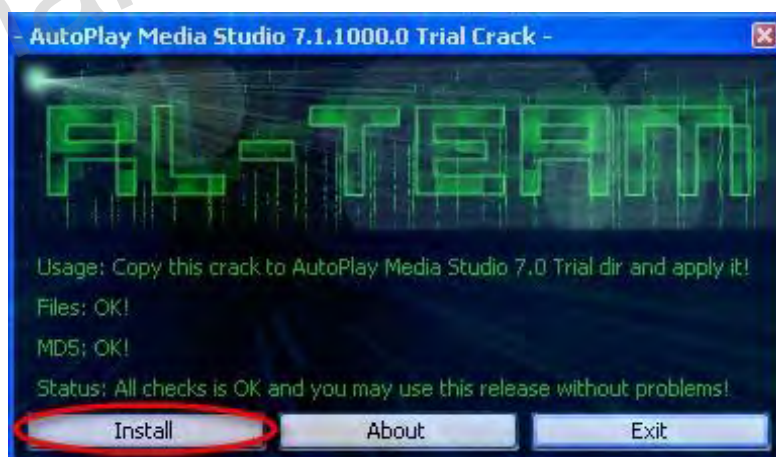 - AutoPlay Media Studio 7.1.1000.0 Trial Crack -
AL-TEAM
Usage: Copy this crack to AutoPlay Media Studio 7.0 Trial dir and apply it!
Files: OK!
MD5: OK!
Status: All checks is OK and you may use this release without problems!
Install About Exit